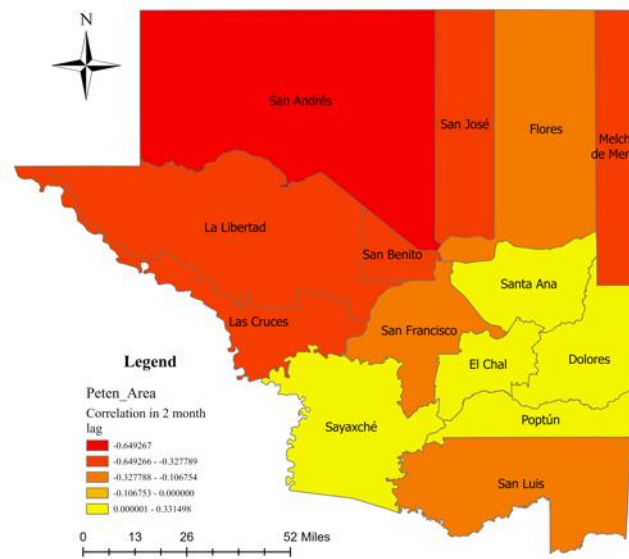 N
San Andrés
San José
Flores
Melch
de Mer
La Libertad
San Benito
Santa Ana
Las Cruces
San Francisco
El Chal
Dolores
Sayaxché
Poptún
San Luis
Legend
Peten_Area
Correlation in 2 month
lag
-0.649267
-0.649266 - -0.327789
-0.327788 - -0.106754
-0.106753 - 0.000000
0.000001 - 0.331498
0 13 26 52 Miles